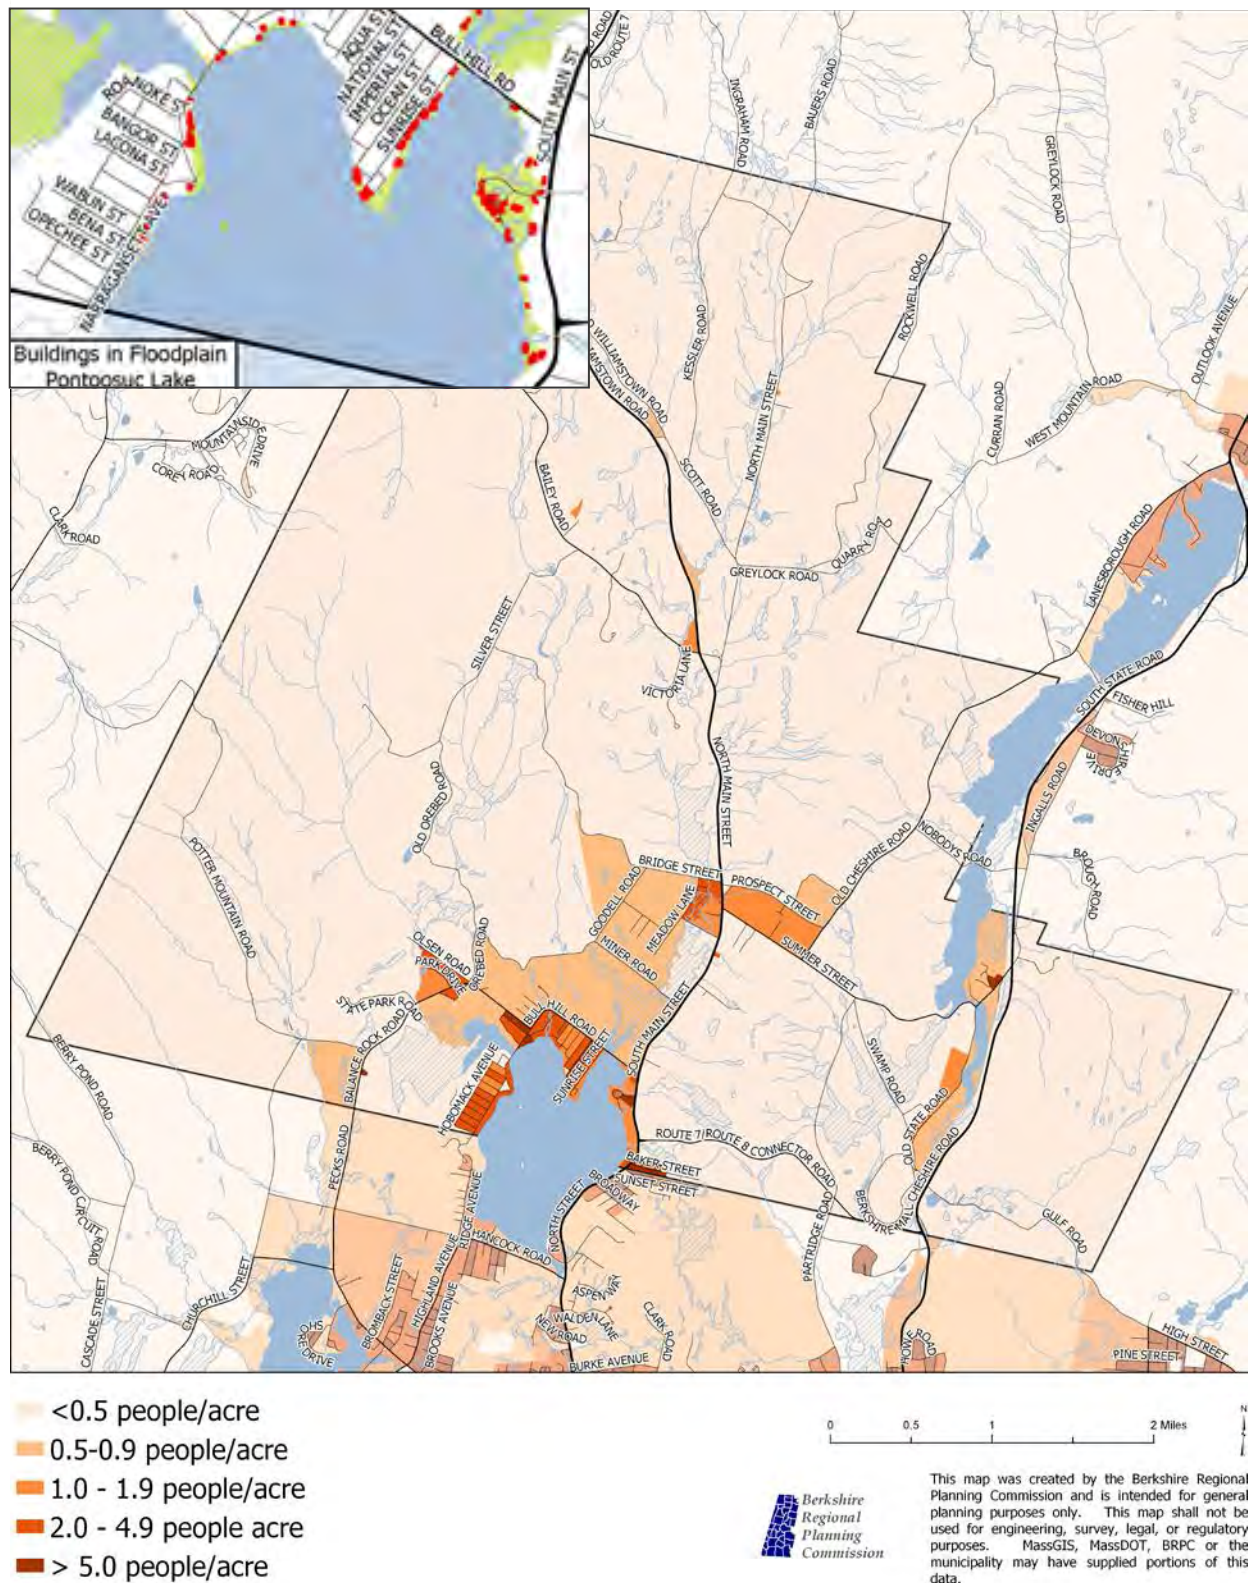 ROANOKE ST
BANGOR ST
LACONA ST
WABLIN ST
BENA ST
OPECHEE ST
AQUA ST
NATIONAL ST
IMPERIAL ST
OCEAN ST
SUNRISE ST
BULL HILL RD
SOUTH MAIN ST
Buildings in Floodplain
Pontoosuc Lake
ROAD
OLD ROUTE 7
INGRAHAM ROAD
BAUERS ROAD
GREYLOCK ROAD
ROCKWELL ROAD
OUTLOOK AVENUE
WILLIAMSTOWN ROAD
KESSLER ROAD
NORTH MAIN STREET
CURRAN ROAD
WEST MOUNTAIN ROAD
MOUNTAINSIDE DRIVE
COREY ROAD
CLARK ROAD
BAILEY ROAD
SCOTT ROAD
QUARRY ROAD
GREYLOCK ROAD
LANESBOROUGH ROAD
SILVER STREET
VICTORIA LANE
SOUTH STATE ROAD
FISHER HILL
DEVONSHIRE DRIVE
INGALLS ROAD
NORTH MAIN STREET
OLD OREBED ROAD
POTTER MOUNTAIN ROAD
BRIDGE STREET
PROSPECT STREET
OLD CHESHIRE ROAD
NOBODYS ROAD
BROUGH ROAD
GOODELL ROAD
MEADOW LANE
MINER ROAD
SUMMER STREET
OLSEN ROAD
PARK DRIVE
OREBED ROAD
STATE PARK ROAD
BULL HILL ROAD
SUNRISE STREET
SOUTH MAIN STREET
BALANCE ROCK ROAD
HOBOMACK AVENUE
SWAMP ROAD
OLD STATE ROAD
BERRY POND ROAD
ROUTE 7/ROUTE 8 CONNECTOR ROAD
BAKER STREET
SUNSET STREET
BROADWAY
BERKSHIRE MALL CHESHIRE ROAD
PARTRIDGE ROAD
GULF ROAD
BERRY POND CIRCUIT ROAD
PECKS ROAD
RIDGE AVENUE
NORTH STREET
HANCOCK ROAD
CASCADE STREET
CHURCHILL STREET
SHORE DRIVE
BROMBACK STREET
HIGHLAND AVENUE
BROOKS AVENUE
ASPEN WAY
WALDEN LANE
NEW ROAD
BURKE AVENUE
CLARK ROAD
HOWE ROAD
HIGH STREET
PINE STREET
<0.5 people/acre
0.5-0.9 people/acre
1.0 - 1.9 people/acre
2.0 - 4.9 people acre
> 5.0 people/acre
0 0.5 1 2 Miles
N
Berkshire
Regional
Planning
Commission
This map was created by the Berkshire Regional
Planning Commission and is intended for general
planning purposes only. This map shall not be
used for engineering, survey, legal, or regulatory
purposes. MassGIS, MassDOT, BRPC or the
municipality may have supplied portions of this
data.